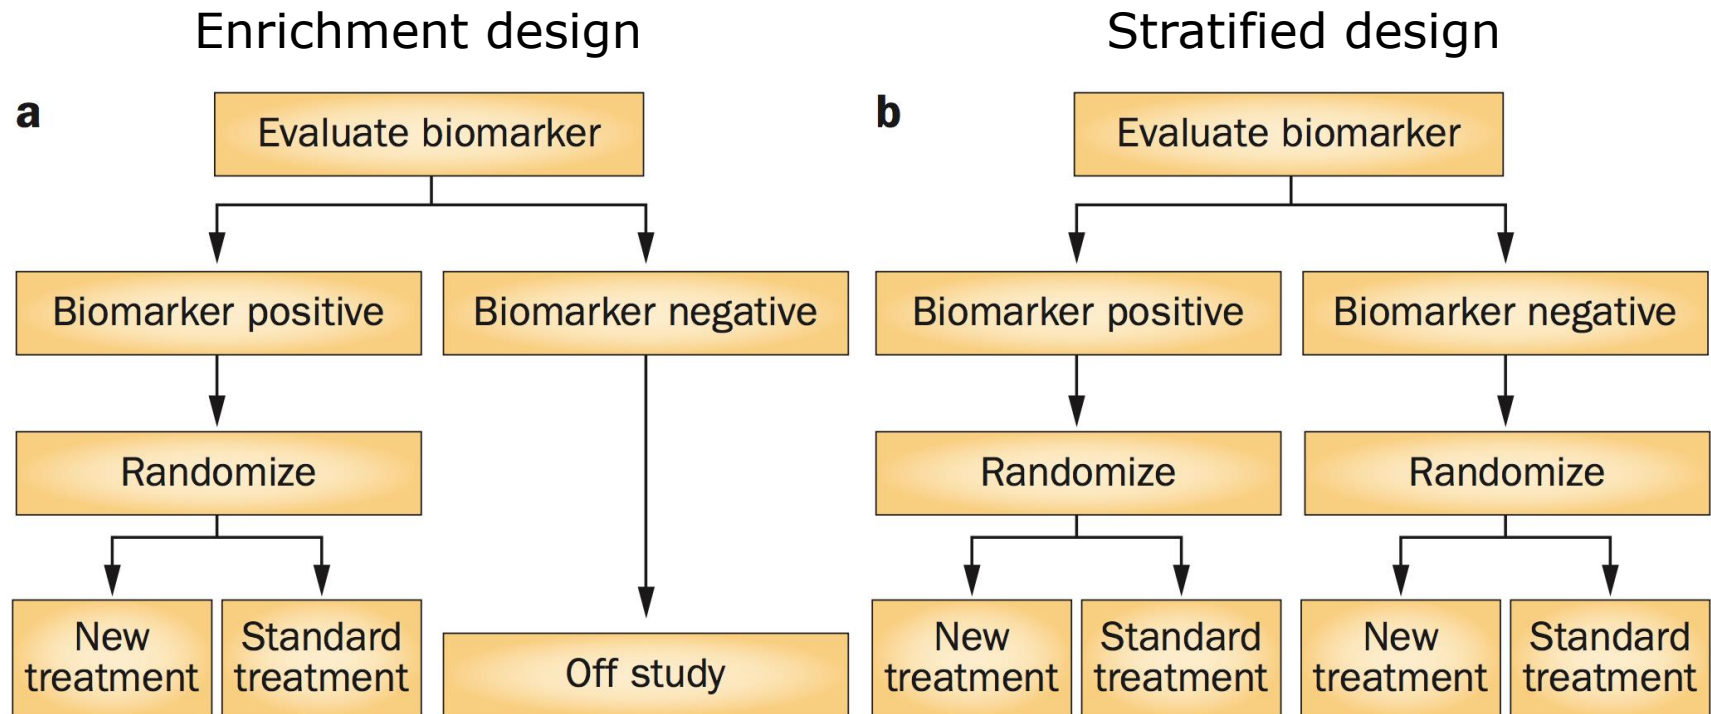 Enrichment design
a
Evaluate biomarker
Biomarker positive
Biomarker negative
Randomize
New
treatment
Standard
treatment
Off study
Stratified design
b
Evaluate biomarker
Biomarker positive
Biomarker negative
Randomize
Randomize
New
treatment
Standard
treatment
New
treatment
Standard
treatment